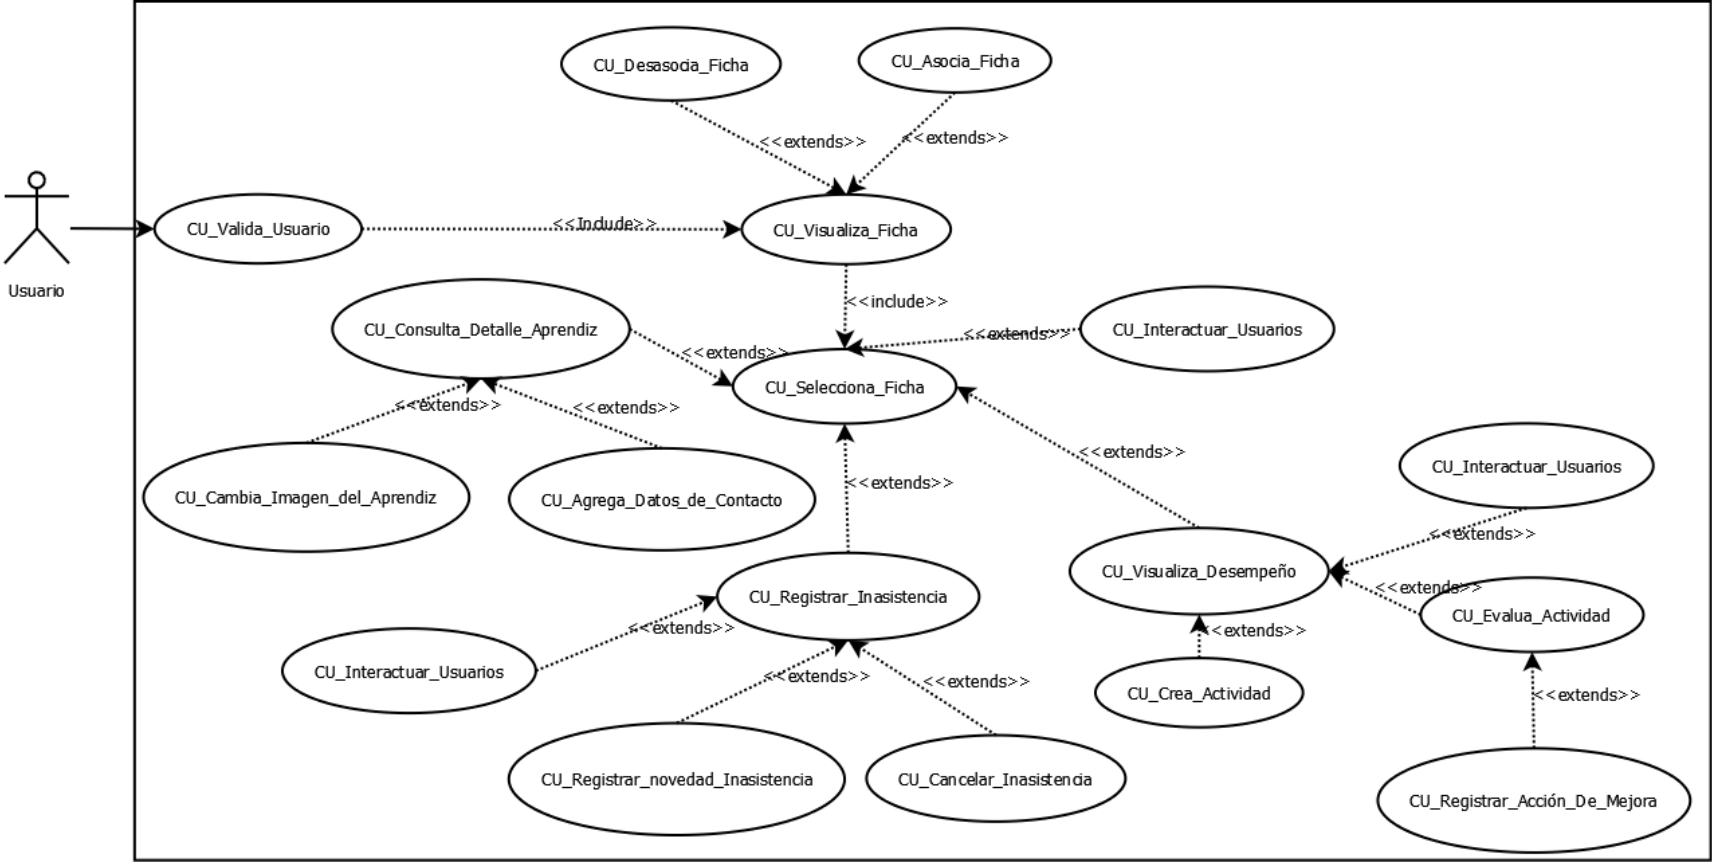 CU_Desasocia_Ficha
CU_Asocia_Ficha
<<extends>>
<<extends>>
Usuario
CU_Valida_Usuario
<<Include>>
CU_Visualiza_Ficha
<<include>>
CU_Consulta_Detalle_Aprendiz
<<extends>>
<<extends>>
CU_Interactuar_Usuarios
CU_Selecciona_Ficha
<<extends>>
<<extends>>
CU_Cambia_Imagen_del_Aprendiz
CU_Agrega_Datos_de_Contacto
<<extends>>
<<extends>>
CU_Interactuar_Usuarios
<<extends>>
CU_Visualiza_Desempeño
<<extends>>
CU_Evalua_Actividad
CU_Registrar_Inasistencia
<<extends>>
<<extends>>
CU_Interactuar_Usuarios
<<extends>>
<<extends>>
CU_Crea_Actividad
<<extends>>
CU_Registrar_novedad_Inasistencia
CU_Cancelar_Inasistencia
CU_Registrar_Acción_De_Mejora